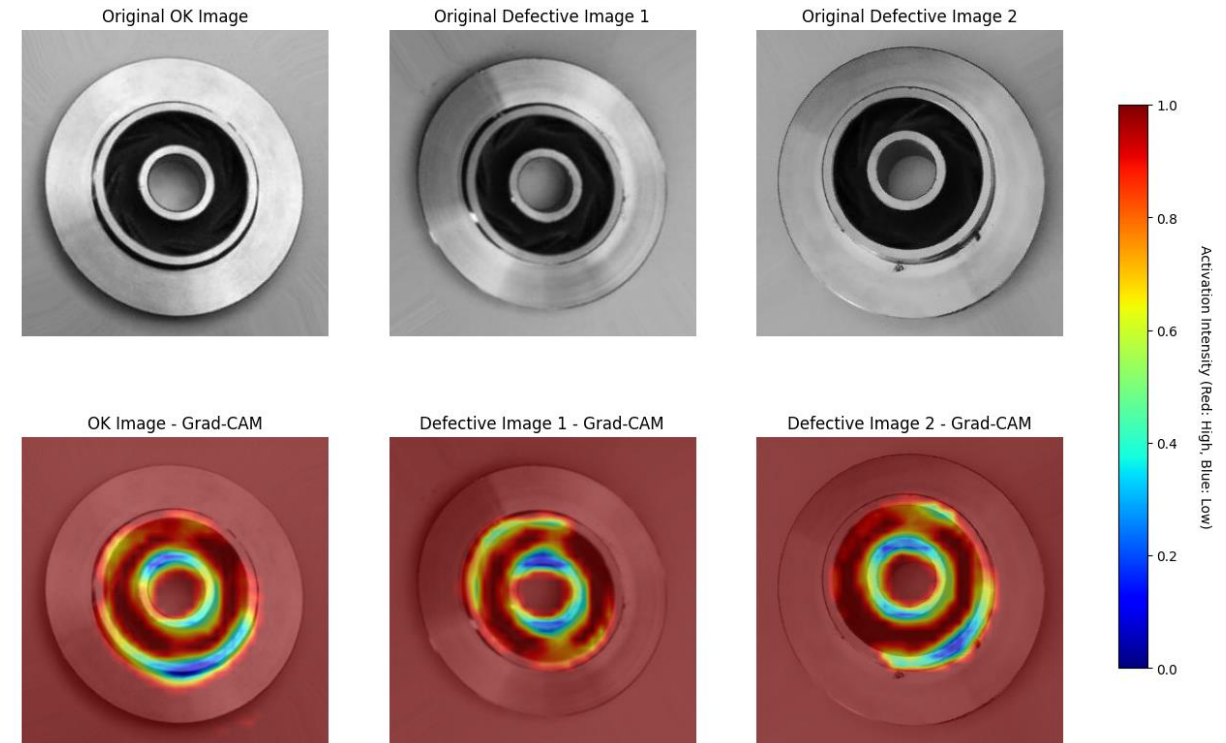 Original OK Image
Original Defective Image 1
Original Defective Image 2
OK Image - Grad-CAM
Defective Image 1 - Grad-CAM
Defective Image 2 - Grad-CAM
1.0
0.8
0.6
0.4
0.2
0.0
Activation Intensity (Red: High, Blue: Low)